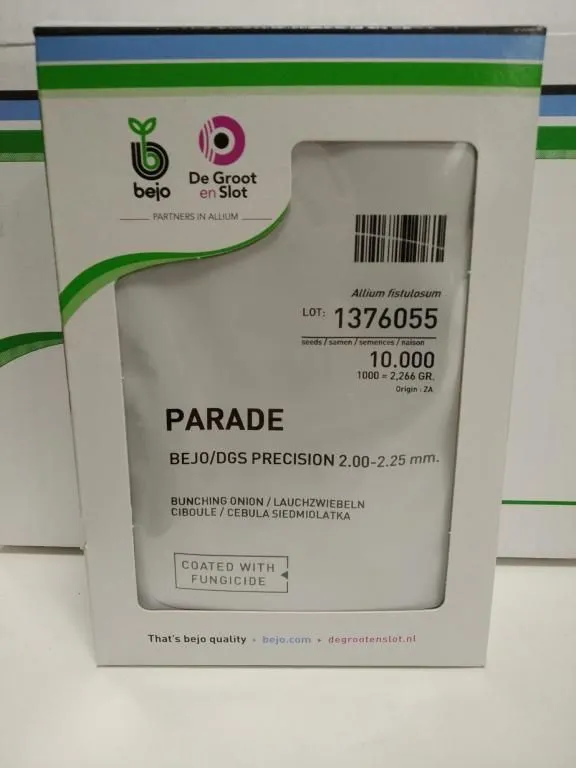 bejo
De Groot
en Slot
PARTNERS IN ALLIUM
Allium fistulosum
LOT: 1376055
seeds / samen / semences / nasion
10.000
1000 = 2,266 GR.
Origin : ZA
PARADE
BEJO/DGS PRECISION 2.00-2.25 mm.
BUNCHING ONION / LAUCHZWIEBELN
CIBOULE / CEBULA SIEDMIOLATKA
COATED WITH
FUNGICIDE
That's bejo quality • bejo.com • degrootenslot.nl